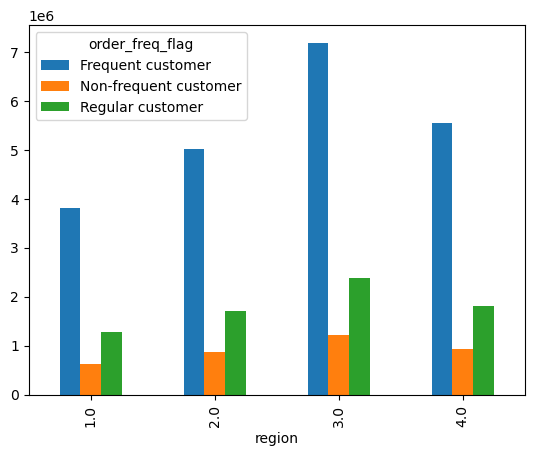 1e6
order_freq_flag
Frequent customer
Non-frequent customer
Regular customer
7
6
5
4
3
2
1
0
1.0
2.0
3.0
4.0
region